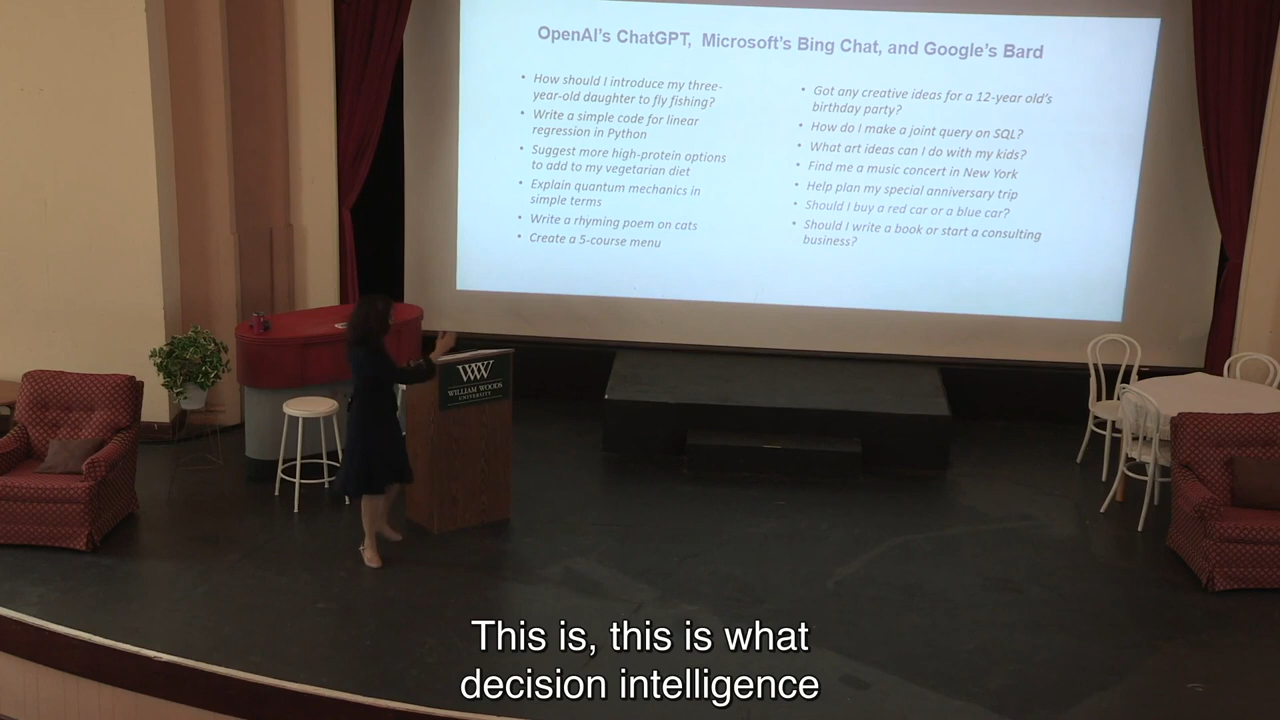 OpenAI's ChatGPT, Microsoft's Bing Chat, and Google's Bard
• How should I introduce my three-
year-old daughter to fly fishing?
• Write a simple code for linear
regression in Python
• Suggest more high-protein options
to add to my vegetarian diet
• Explain quantum mechanics in
simple terms
• Write a rhyming poem on cats
• Create a 5-course menu
• Got any creative ideas for a 12-year old's
birthday party?
• How do I make a joint query on SQL?
• What art ideas can I do with my kids?
• Find me a music concert in New York
• Help plan my special anniversary trip
• Should I buy a red car or a blue car?
• Should I write a book or start a consulting
business?
WW
WILLIAM WOODS
UNIVERSITY
This is, this is what
decision intelligence